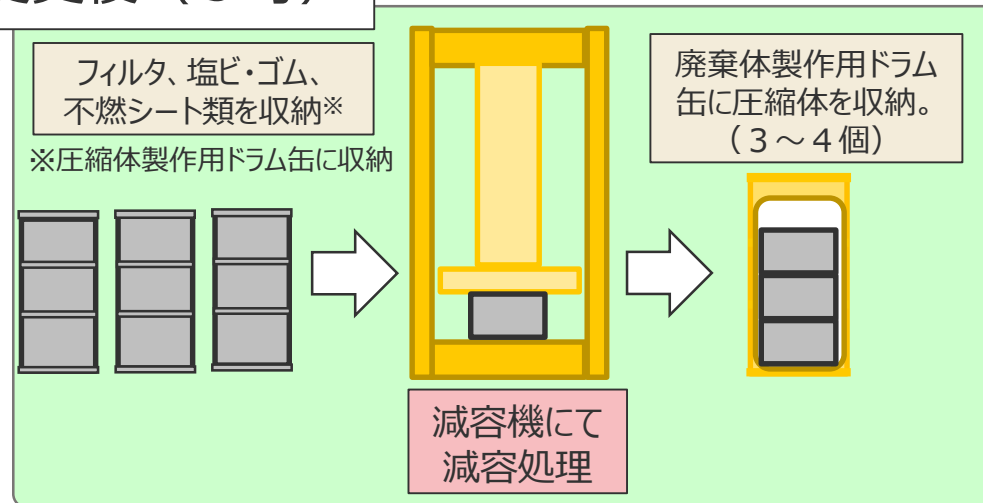 フィルタ、塩ビ・ゴム、
不燃シート類を収納※
※圧縮体製作用ドラム缶に収納
廃棄体製作用ドラム
缶に圧縮体を収納。
（３～４個）
減容機にて
減容処理